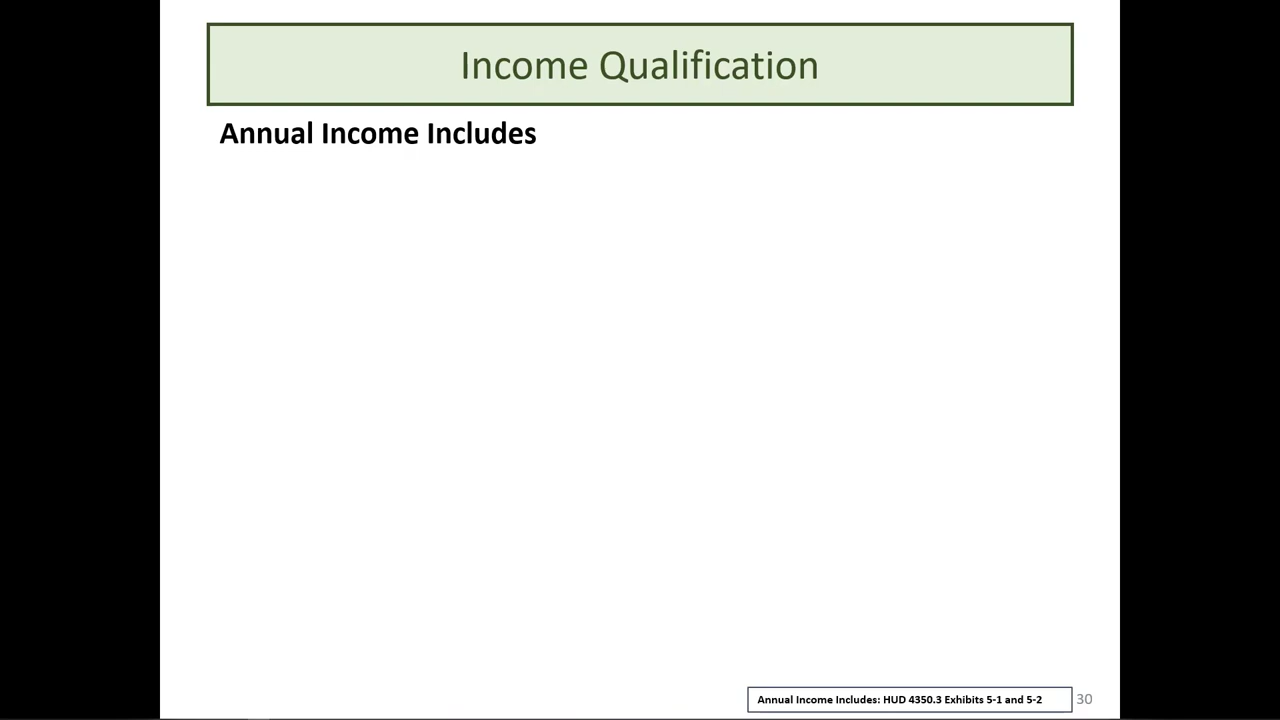 Income Qualification
Annual Income Includes
Annual Income Includes: HUD 4350.3 Exhibits 5-1 and 5-2
30